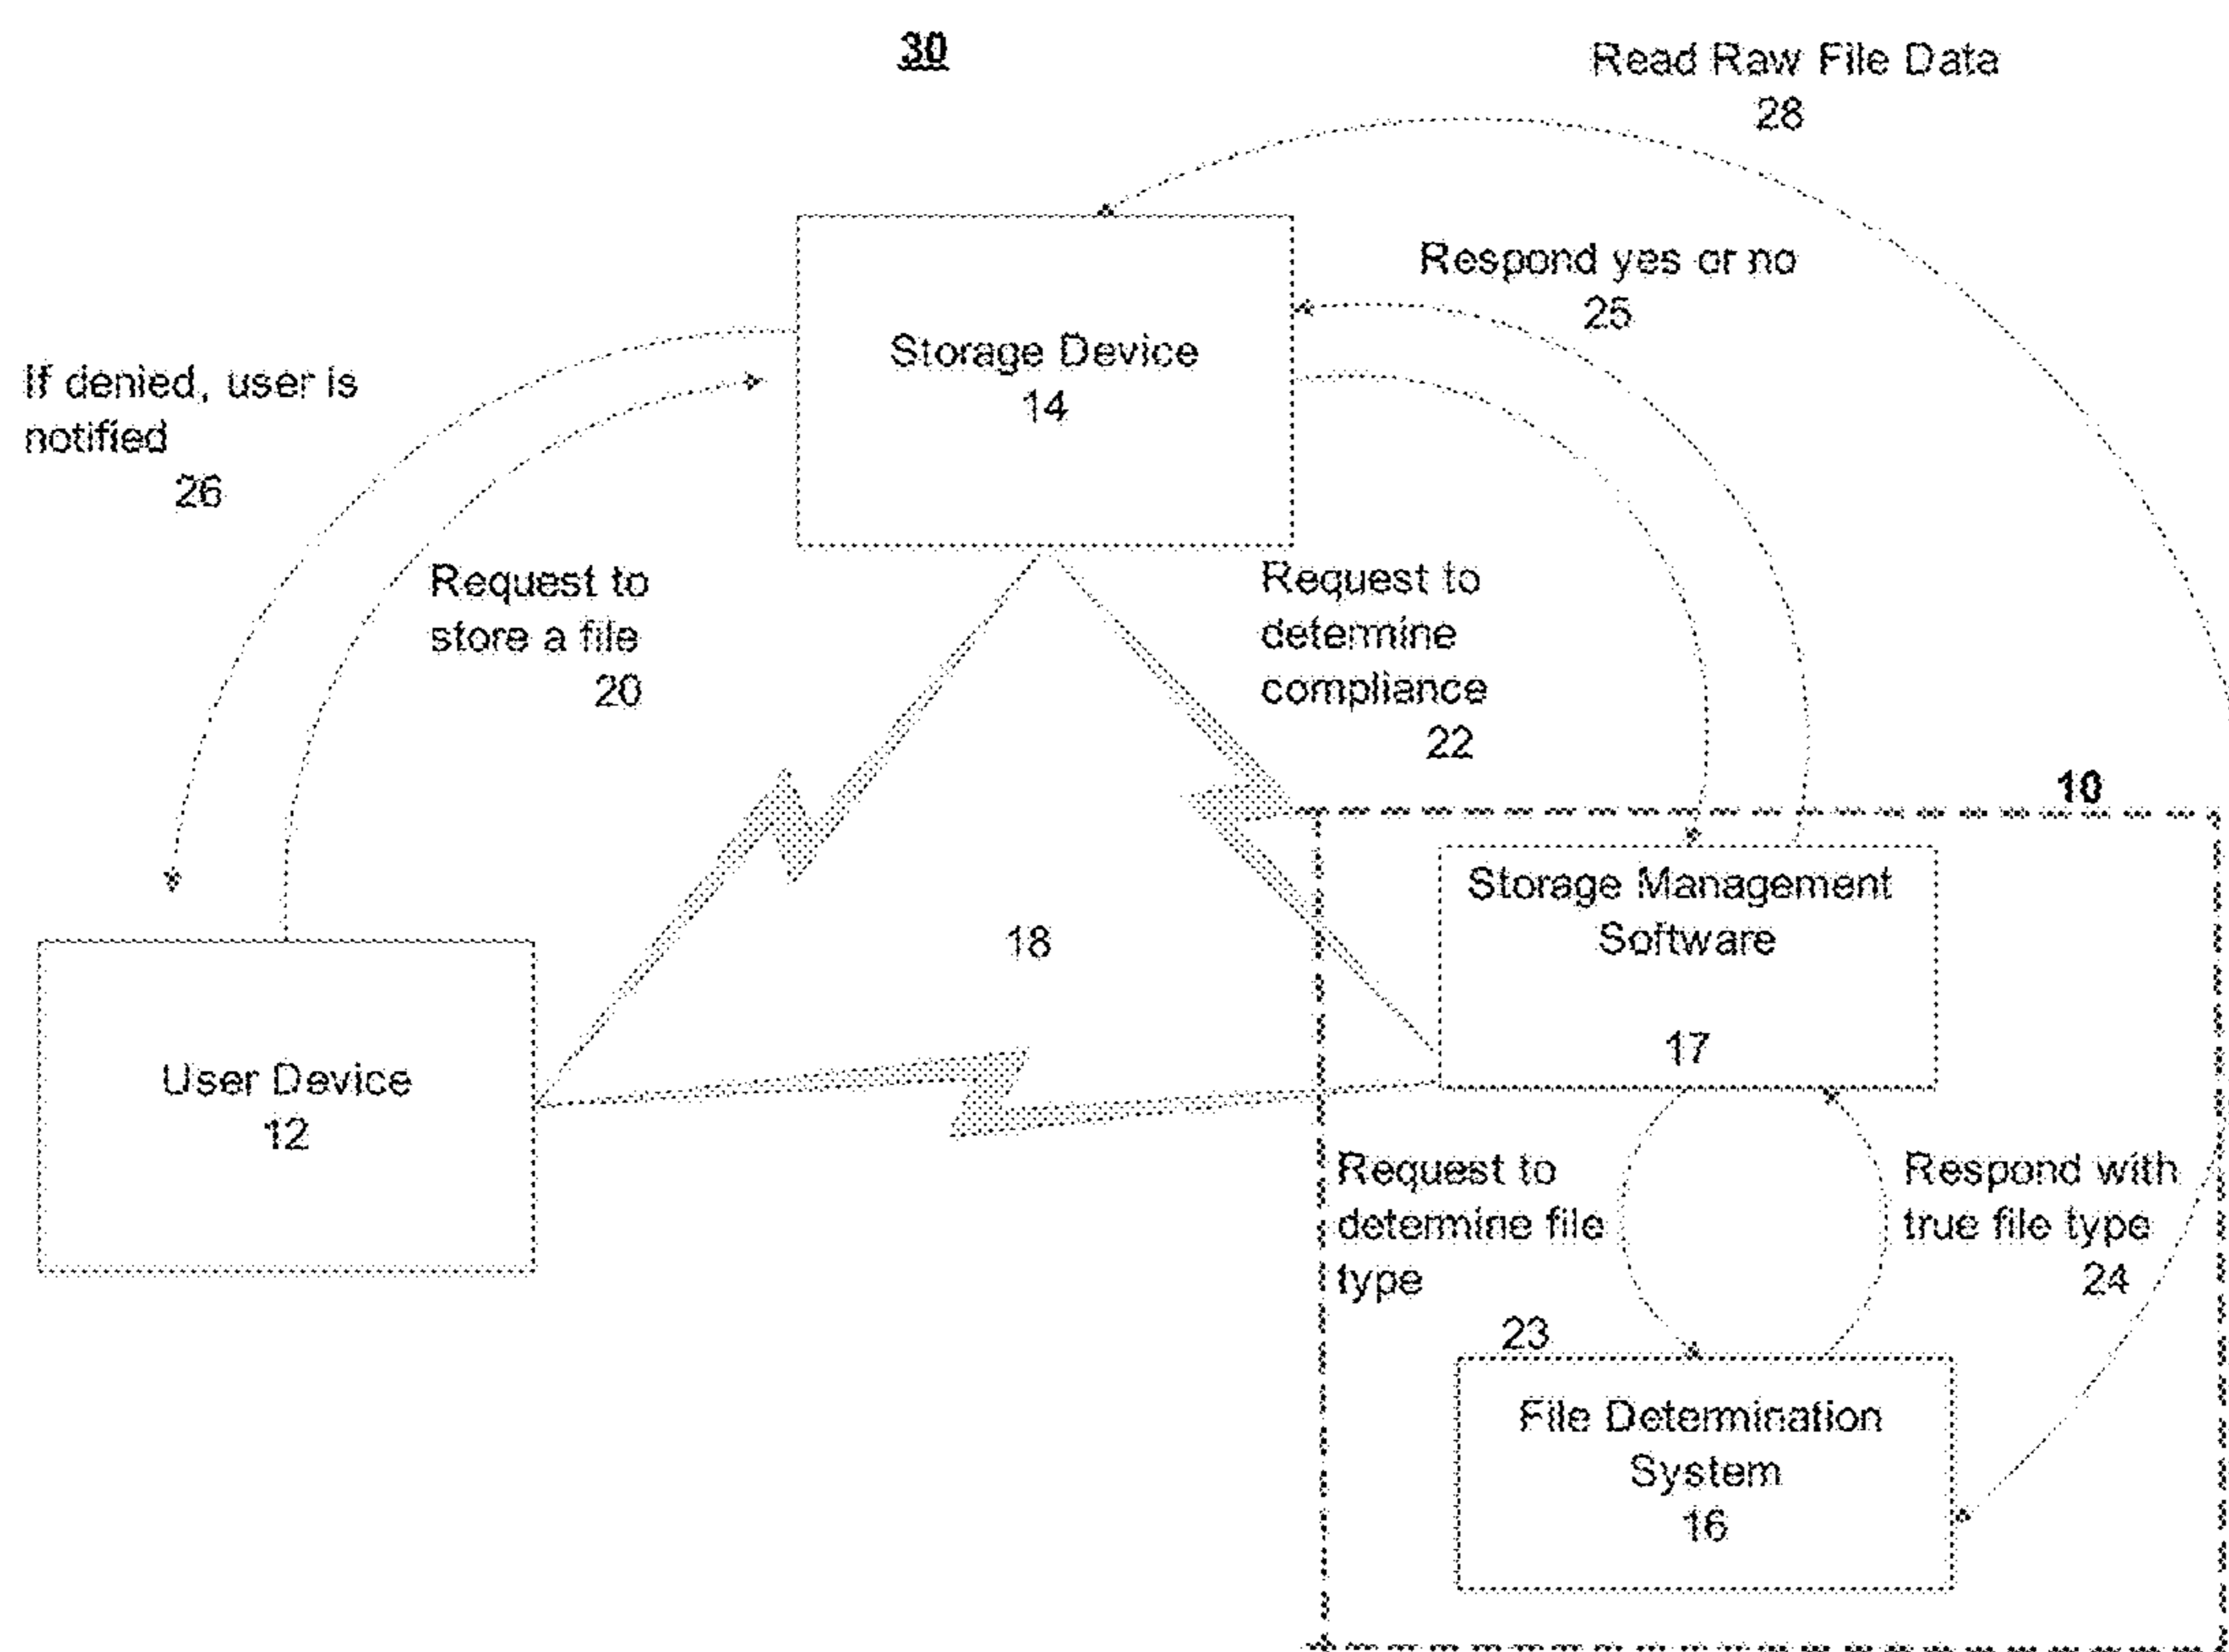 30
Read Raw File Data
28
Respond yes or no
25
Storage Device
14
If denied, user is
notified
26
Request to
store a file
20
Request to
determine
compliance
22
10
Storage Management
Software
17
18
User Device
12
Request to
determine file
type
23
Respond with
true file type
24
File Determination
System
16